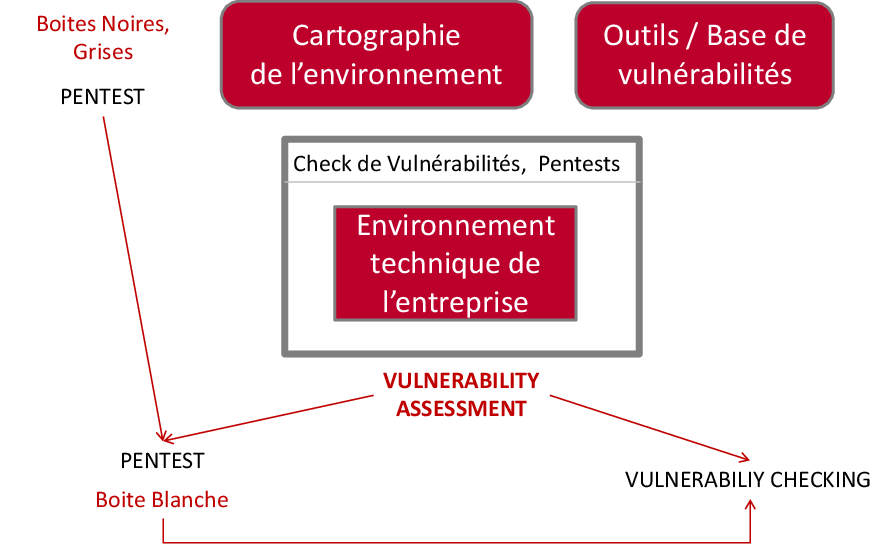 Boites Noires,
Grises
PENTEST
Cartographie
de l’environnement
Outils / Base de
vulnérabilités
Check de Vulnérabilités, Pentests
Environnement
technique de
l’entreprise
VULNERABILITY
ASSESSMENT
PENTEST
Boite Blanche
VULNERABILIY CHECKING